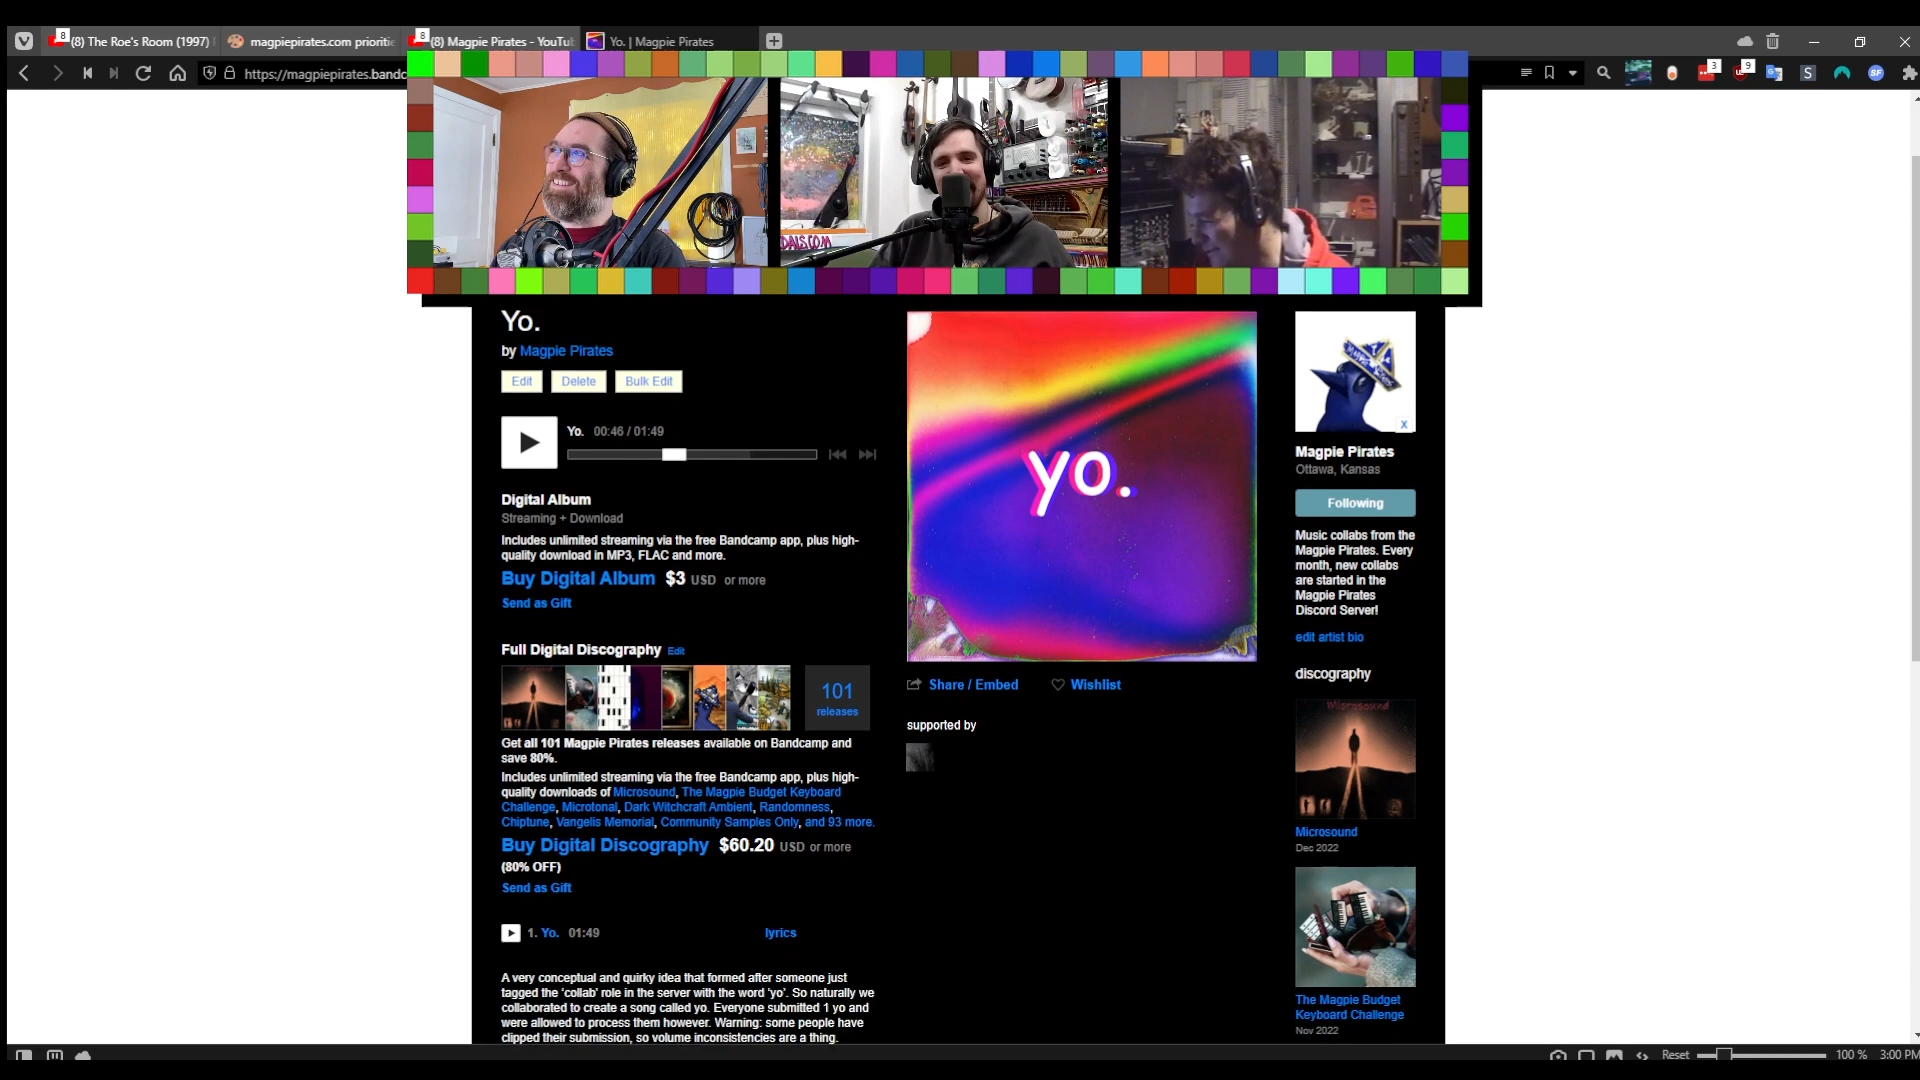 8
(8) The Roe's Room (1997)
magpiepirates.com prioriti
8
(8) Magpie Pirates - YouTu
Yo. | Magpie Pirates
https://magpiepirates.bandc
3
9
S
SF
DALS.COM
Yo.
by Magpie Pirates
Edit
Delete
Bulk Edit
Yo. 00:46 / 01:49
Digital Album
Streaming + Download
Includes unlimited streaming via the free Bandcamp app, plus high-
quality download in MP3, FLAC and more.
Buy Digital Album $3 USD or more
Send as Gift
Full Digital Discography Edit
101
releases
Get all 101 Magpie Pirates releases available on Bandcamp and
save 80%.
Includes unlimited streaming via the free Bandcamp app, plus high-
quality downloads of Microsound, The Magpie Budget Keyboard
Challenge, Microtonal, Dark Witchcraft Ambient, Randomness,
Chiptune, Vangelis Memorial, Community Samples Only, and 93 more.
Buy Digital Discography $60.20 USD or more
(80% OFF)
Send as Gift
1. Yo. 01:49
lyrics
A very conceptual and quirky idea that formed after someone just
tagged the 'collab' role in the server with the word 'yo'. So naturally we
collaborated to create a song called yo. Everyone submitted 1 yo and
were allowed to process them however. Warning: some people have
clipped their submission, so volume inconsistencies are a thing.
yo.
Share / Embed
Wishlist
supported by
X
Magpie Pirates
Ottawa, Kansas
Following
Music collabs from the
Magpie Pirates. Every
month, new collabs
are started in the
Magpie Pirates
Discord Server!
edit artist bio
discography
Microsound
Microsound
Dec 2022
The Magpie Budget
Keyboard Challenge
Nov 2022
Reset
100 %
3:00 PM